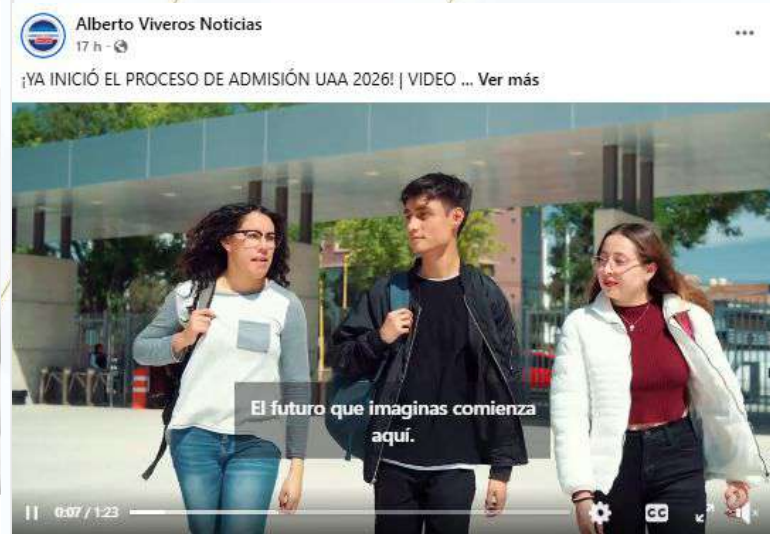 Alberto Viveros Noticias
17 h ·
¡YA INICIÓ EL PROCESO DE ADMISIÓN UAA 2026! | VIDEO ... Ver más
El futuro que imaginas comienza
aquí.
0:07 / 1:23
CC